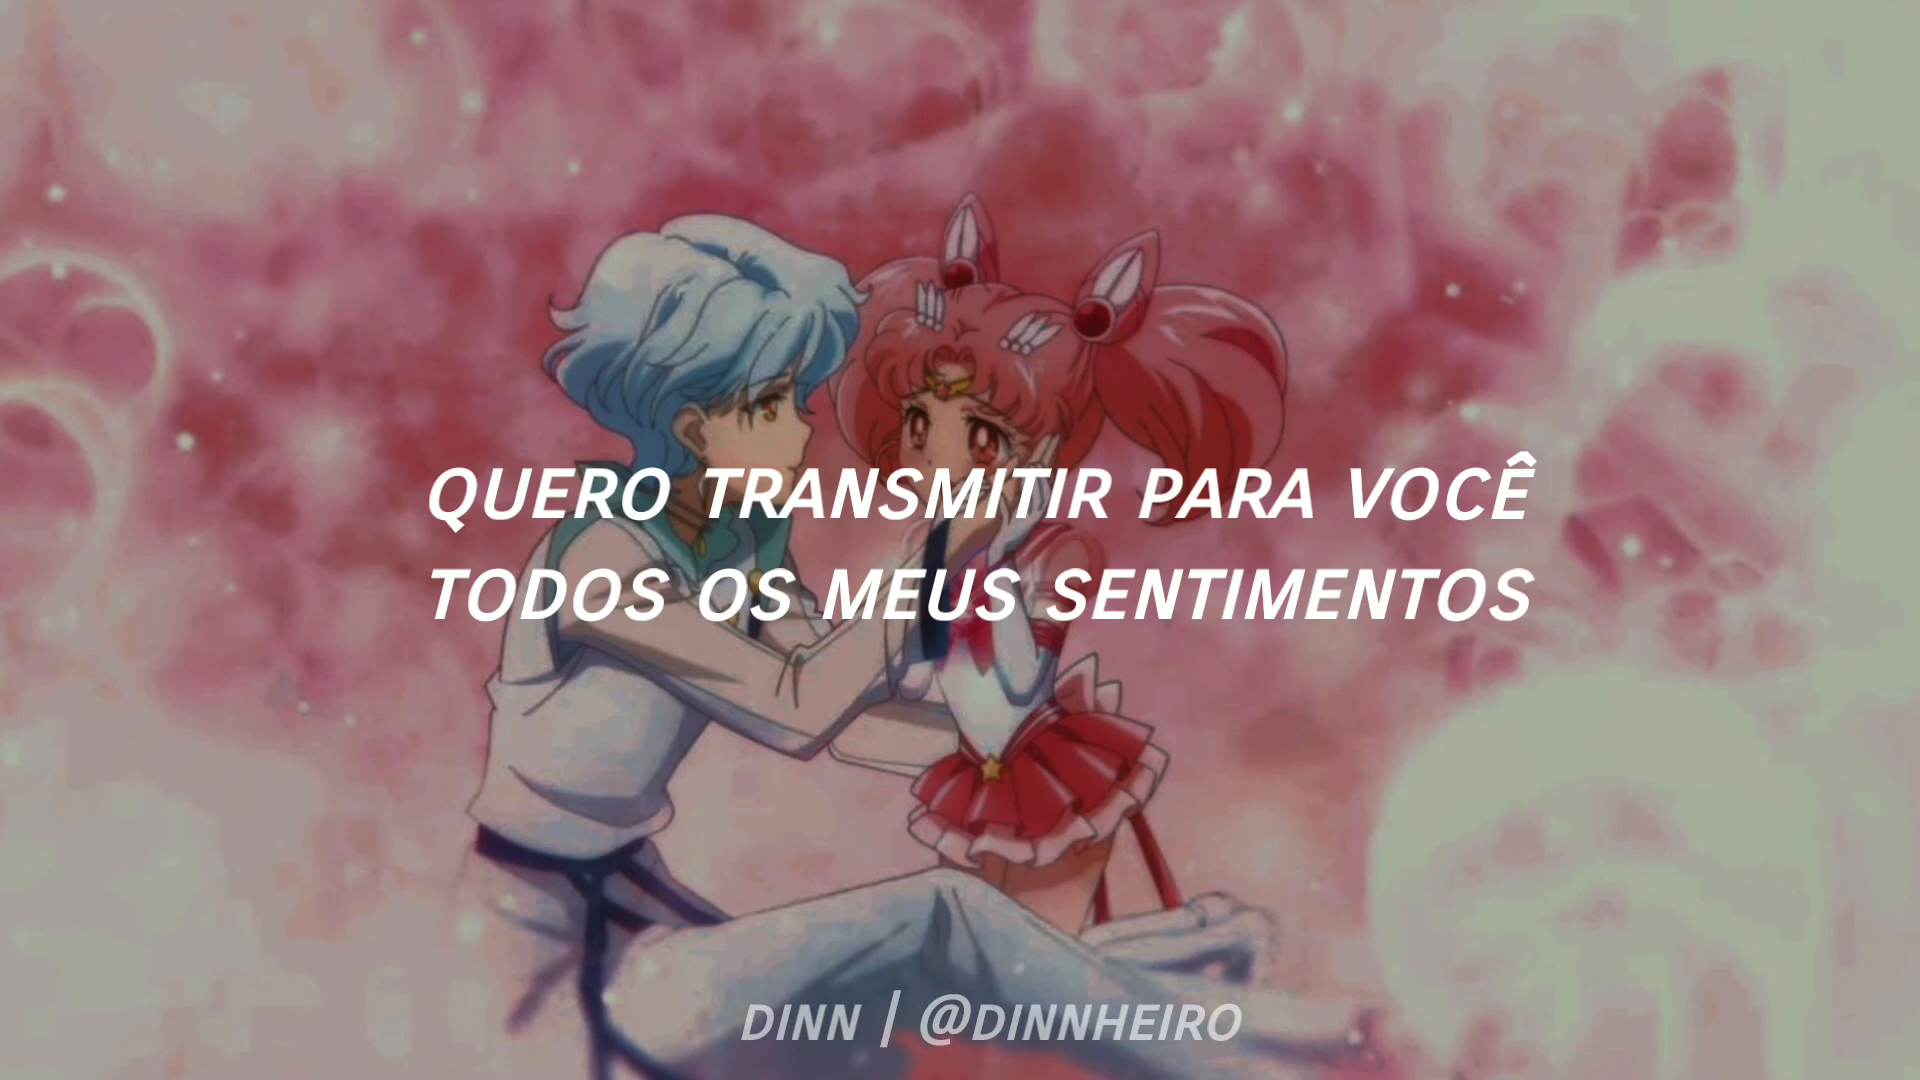 QUERO TRANSMITIR PARA VOCÊ
TODOS OS MEUS SENTIMENTOS
DINN | @DINNHEIRO